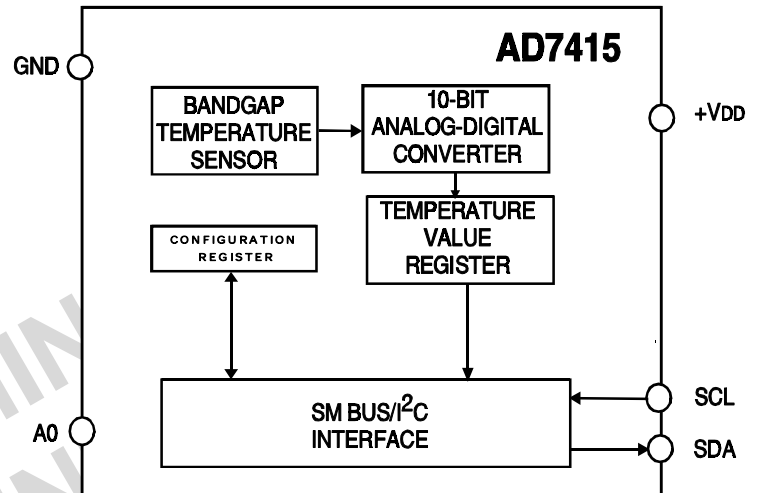 AD7415
GND
+VDD
BANDGAP
TEMPERATURE
SENSOR
10-BIT
ANALOG-DIGITAL
CONVERTER
TEMPERATURE
VALUE
REGISTER
CONFIGURATION
REGISTER
SM BUS/I²C
INTERFACE
A0
SCL
SDA